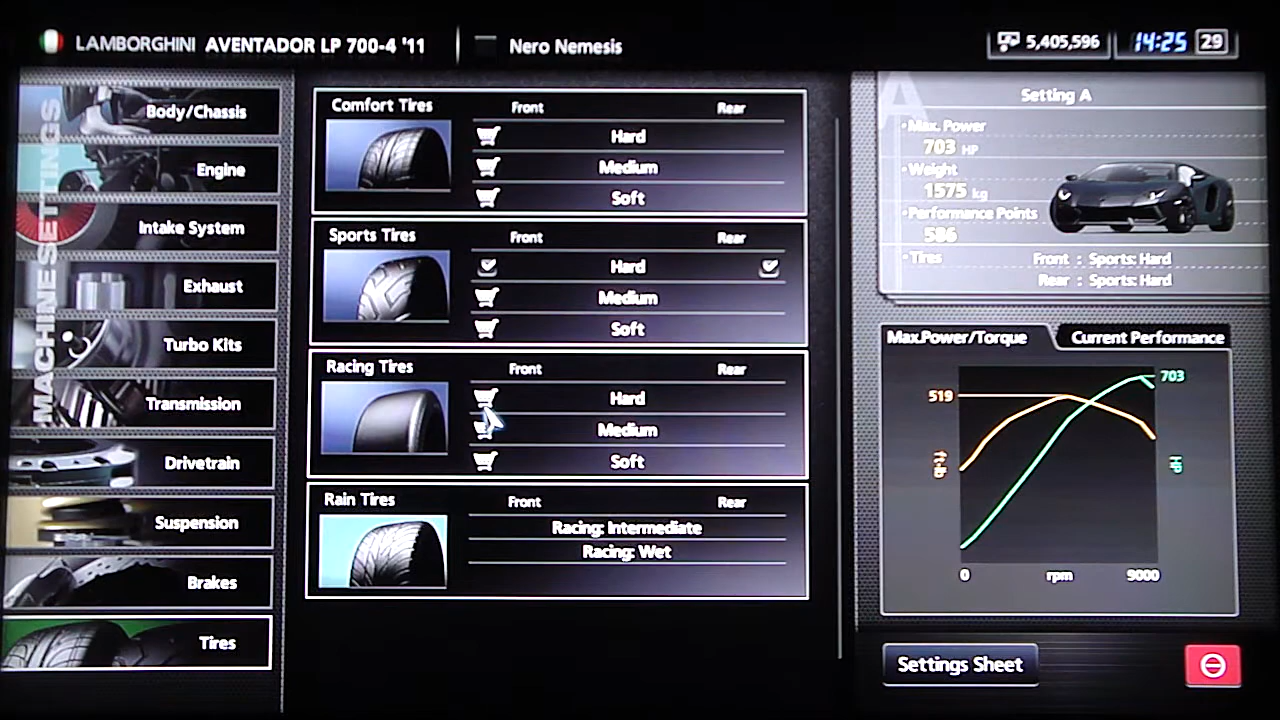 LAMBORGHINI AVENTADOR LP 700-4 '11
Nero Nemesis
5,405,596
14:25 29
MACHINE SETTINGS
Body/Chassis
Engine
Intake System
Exhaust
Turbo Kits
Transmission
Drivetrain
Suspension
Brakes
Tires
Comfort Tires Front Rear
Hard
Medium
Soft
Sports Tires Front Rear
Hard
Medium
Soft
Racing Tires Front Rear
Hard
Medium
Soft
Rain Tires Front Rear
Racing: Intermediate
Racing: Wet
A
Setting A
Max. Power
703 HP
Weight
1575 kg
Performance Points
586
Tires Front : Sports: Hard
Rear : Sports: Hard
Max.Power/Torque Current Performance
703
519
ft-lb
HP
0 rpm 9000
Settings Sheet